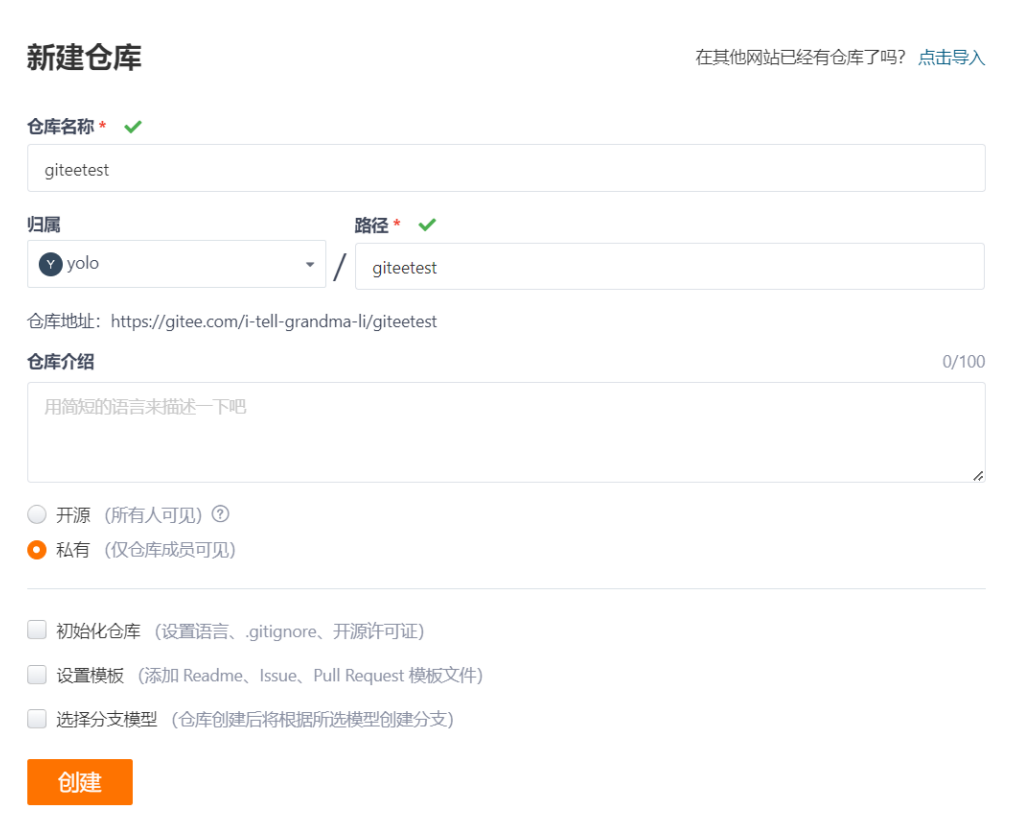 新建仓库 在其他网站已经有仓库了吗? 点击导入
仓库名称 *
giteetest
归属 路径 *
Y yolo / giteetest
仓库地址：https://gitee.com/i-tell-grandma-li/giteetest
仓库介绍 0/100
用简短的语言来描述一下吧
开源 (所有人可见) ?
私有 (仅仓库成员可见)
初始化仓库 (设置语言、.gitignore、开源许可证)
设置模板 (添加 Readme、Issue、Pull Request 模板文件)
选择分支模型 (仓库创建后将根据所选模型创建分支)
创建